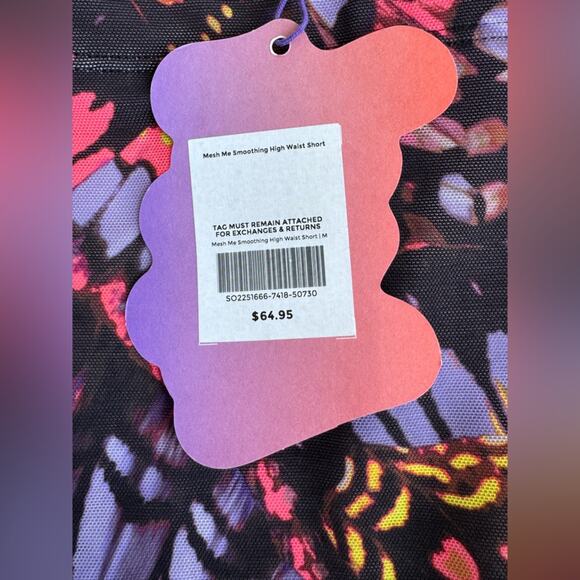 Mesh Me Smoothing High Waist Short
TAG MUST REMAIN ATTACHED
FOR EXCHANGES & RETURNS
Mesh Me Smoothing High Waist Short | M
SO2251666-7418-50730
$64.95